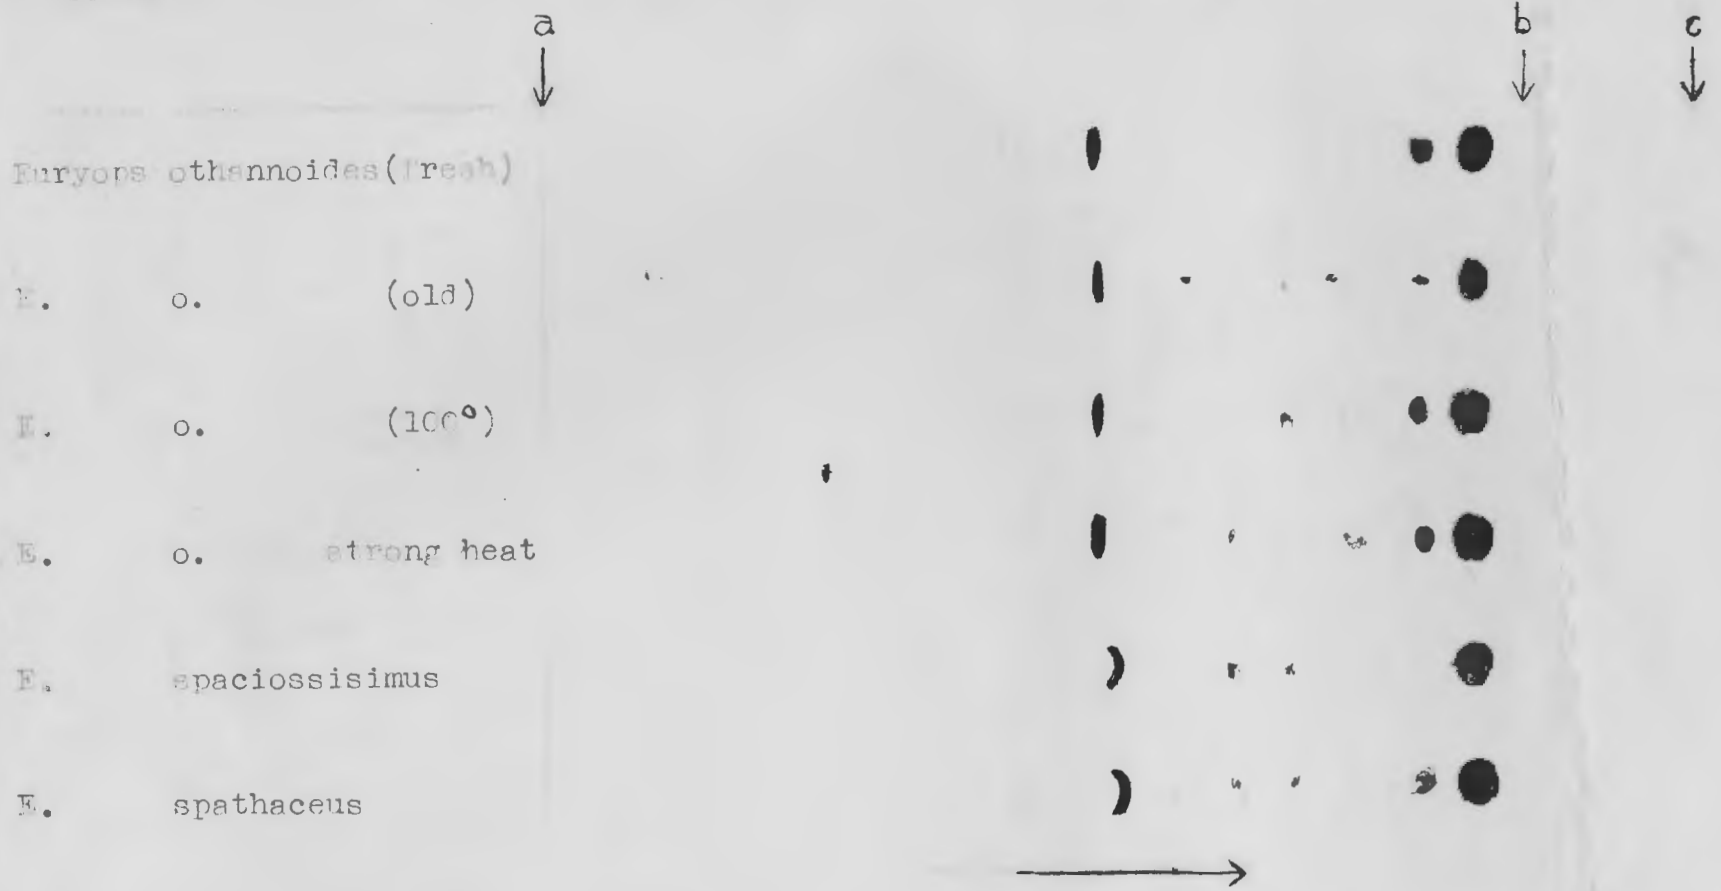 a b c
Euryops othannoides(fresh)
E. o. (old)
E. o. (100°)
E. o. strong heat
E. spaciossisimus
E. spathaceus